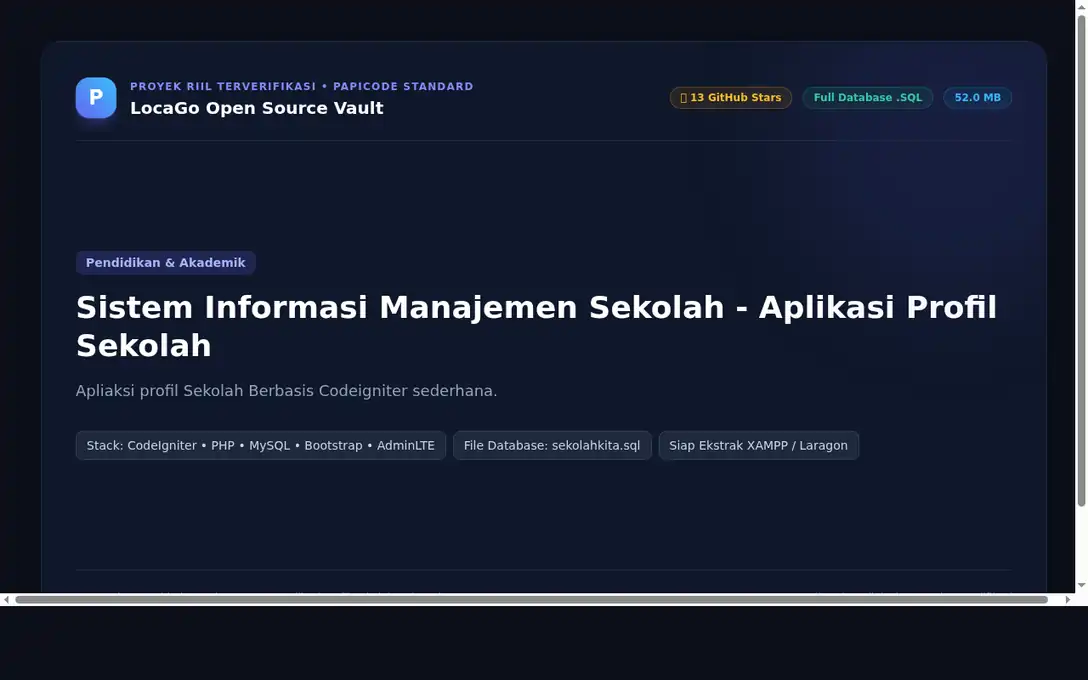 P
PROYEK RIIL TERVERIFIKASI • PAPICODE STANDARD
LocaGo Open Source Vault
13 GitHub Stars
Full Database .SQL
52.0 MB
Pendidikan & Akademik
Sistem Informasi Manajemen Sekolah - Aplikasi Profil
Sekolah
Apliaksi profil Sekolah Berbasis Codeigniter sederhana.
Stack: CodeIgniter • PHP • MySQL • Bootstrap • AdminLTE
File Database: sekolahkita.sql
Siap Ekstrak XAMPP / Laragon